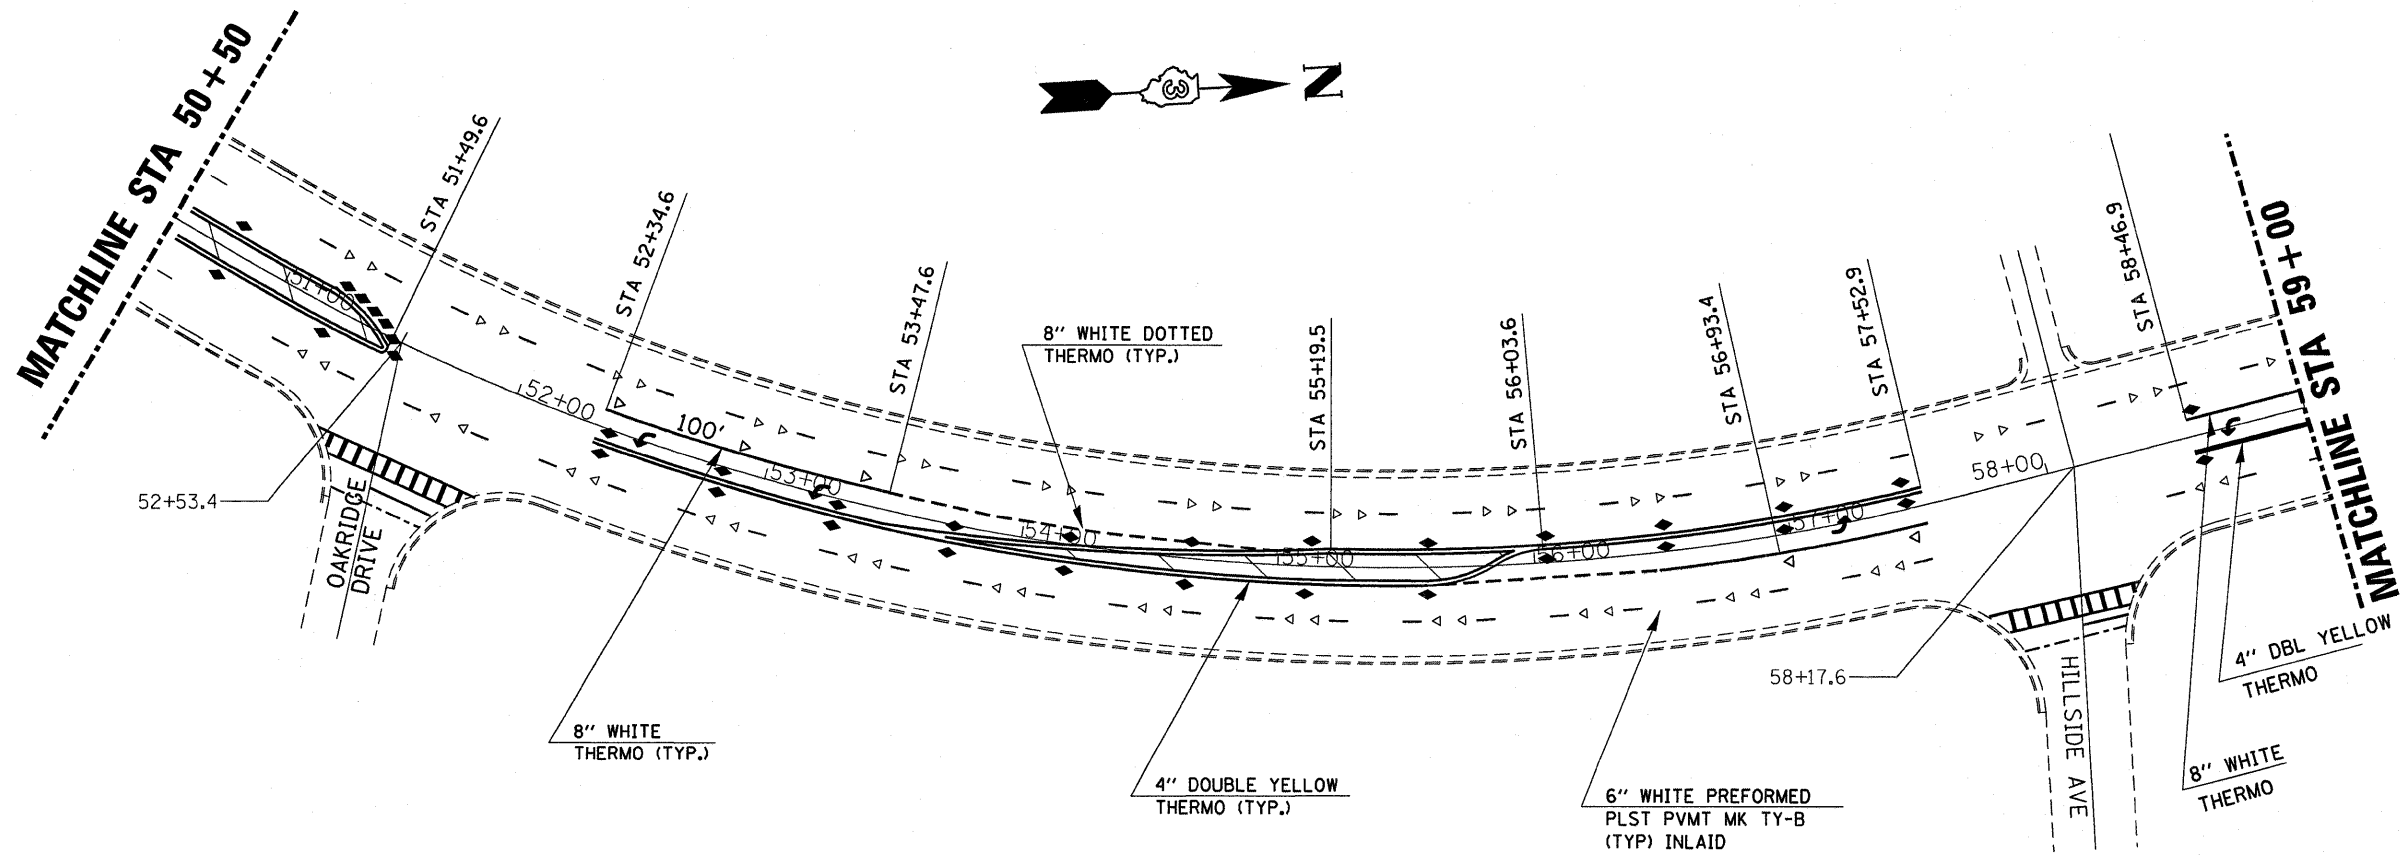 MATCHLINE STA 50+50
STA 51+49.6
STA 52+34.6
STA 53+47.6
8" WHITE DOTTED
THERMO (TYP.)
N
3
STA 55+19.5
STA 56+03.6
STA 56+93.4
STA 57+52.9
STA 58+46.9
MATCHLINE STA 59+00
51+00
52+00
100'
53+00
54+00
55+00
56+00
57+00
58+00
52+53.4
OAKRIDGE
DRIVE
8" WHITE
THERMO (TYP.)
4" DOUBLE YELLOW
THERMO (TYP.)
6" WHITE PREFORMED
PLST PVMT MK TY-B
(TYP) INLAID
58+17.6
HILLSIDE AVE
4" DBL YELLOW
THERMO
8" WHITE
THERMO